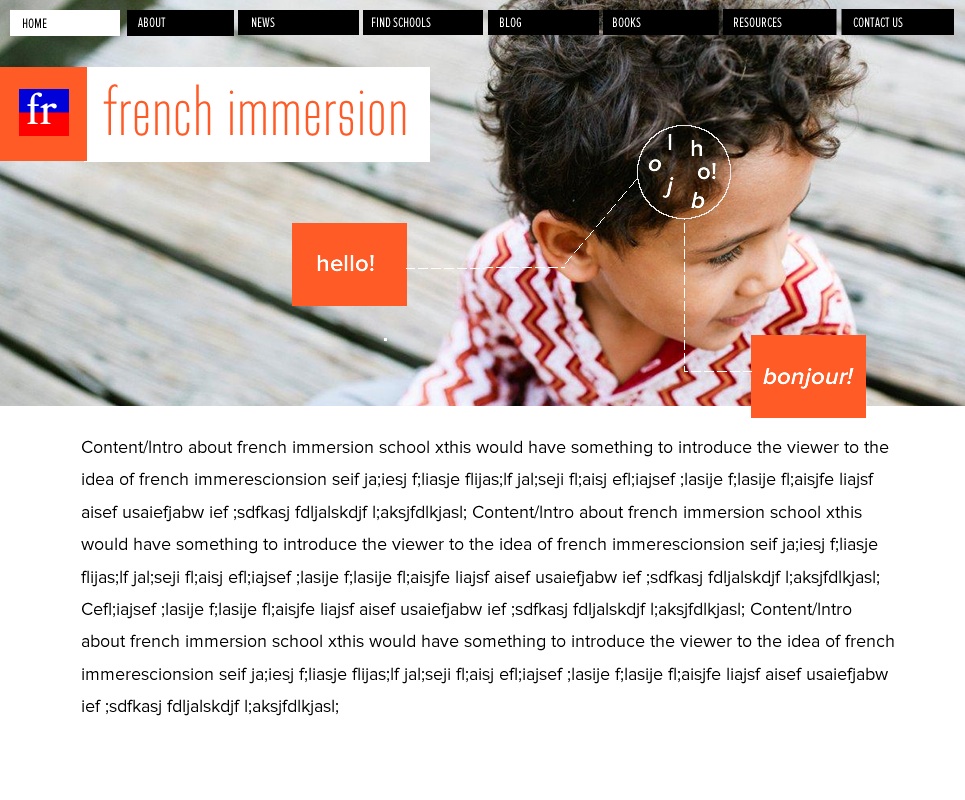 HOME ABOUT NEWS FIND SCHOOLS BLOG BOOKS RESOURCES CONTACT US
fr french immersion
l h
o o!
j b
hello!
bonjour!
Content/Intro about french immersion school xthis would have something to introduce the viewer to the
idea of french immerescionsion seif ja;iesj f;liasje flijas;lf jal;seji fl;aisj efl;iajsef ;lasije f;lasije fl;aisjfe liajsf
aisef usaiefjabw ief ;sdfkasj fdljalskdjf l;aksjfdlkjasl; Content/Intro about french immersion school xthis
would have something to introduce the viewer to the idea of french immerescionsion seif ja;iesj f;liasje
flijas;lf jal;seji fl;aisj efl;iajsef ;lasije f;lasije fl;aisjfe liajsf aisef usaiefjabw ief ;sdfkasj fdljalskdjf l;aksjfdlkjasl;
Cefl;iajsef ;lasije f;lasije fl;aisjfe liajsf aisef usaiefjabw ief ;sdfkasj fdljalskdjf l;aksjfdlkjasl; Content/Intro
about french immersion school xthis would have something to introduce the viewer to the idea of french
immerescionsion seif ja;iesj f;liasje flijas;lf jal;seji fl;aisj efl;iajsef ;lasije f;lasije fl;aisjfe liajsf aisef usaiefjabw
ief ;sdfkasj fdljalskdjf l;aksjfdlkjasl;